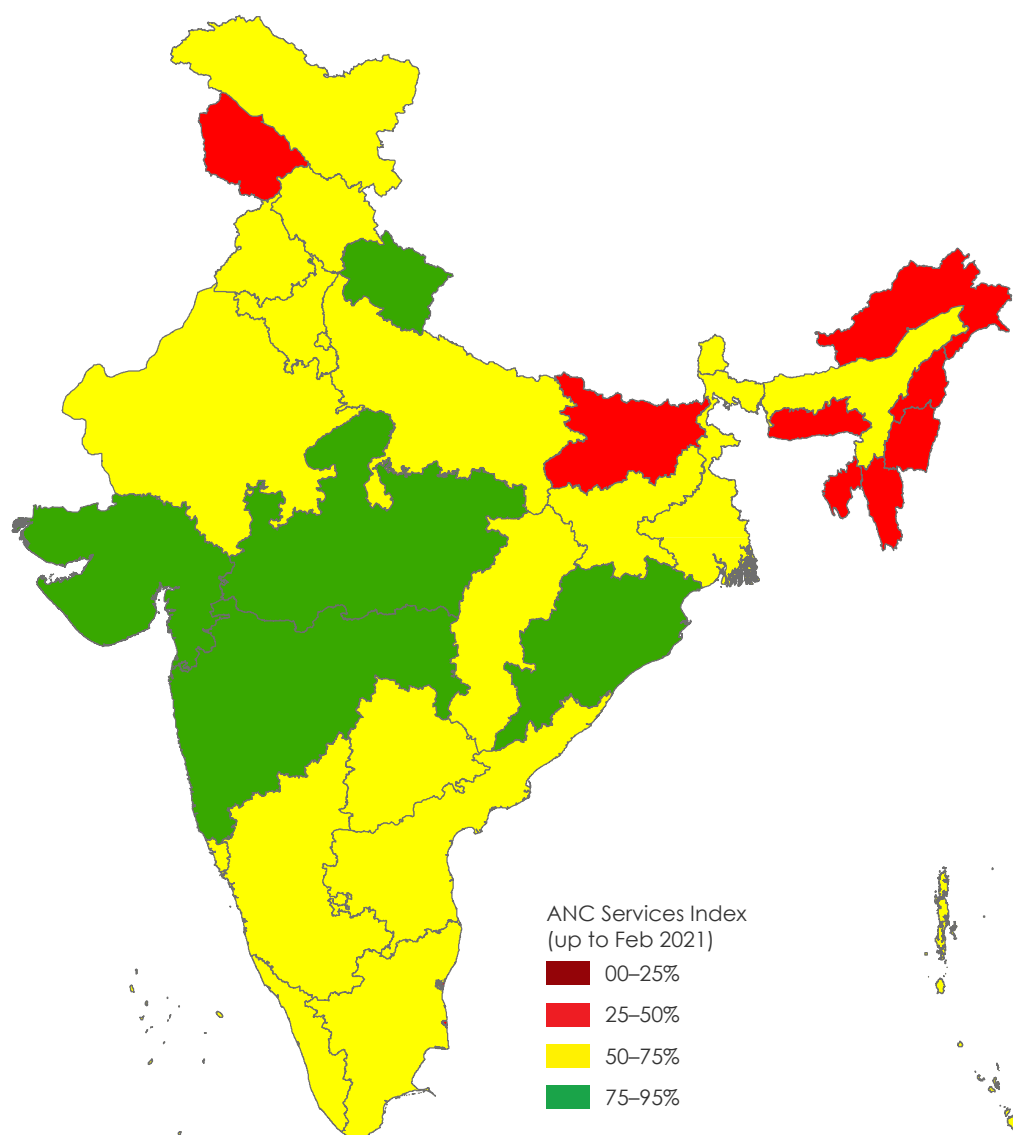 ANC Services Index
(up to Feb 2021)
00–25%
25–50%
50–75%
75–95%